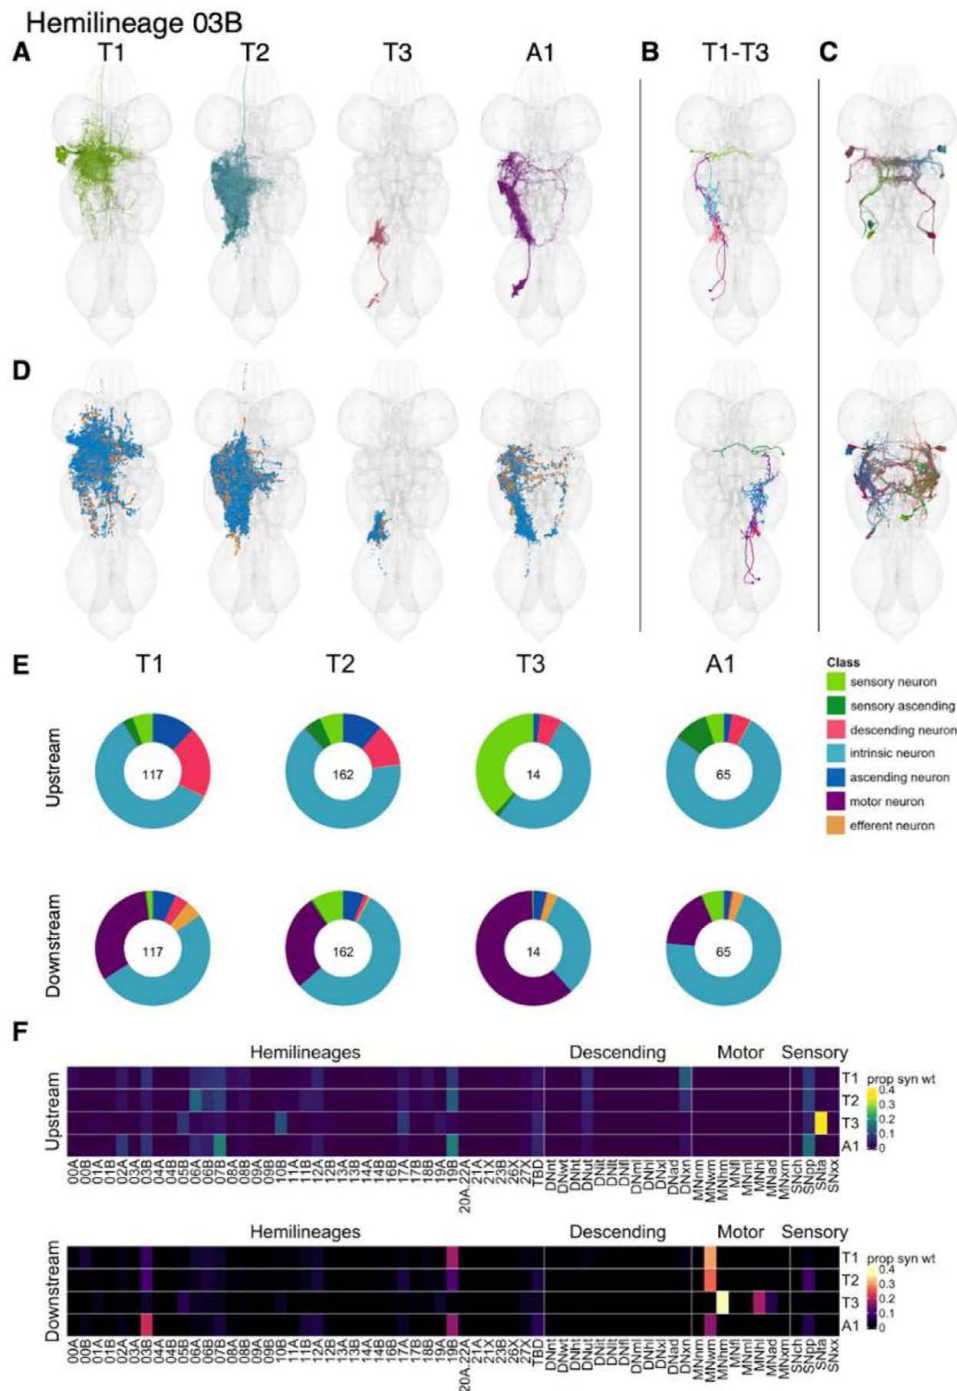 Hemilineage 03B
A T1 T2 T3 A1 B T1-T3 C
D
E T1 T2 T3 A1
Class
sensory neuron
sensory ascending
descending neuron
intrinsic neuron
ascending neuron
motor neuron
efferent neuron
Upstream
117 162 14 65
Downstream
117 162 14 65
F
Hemilineages Descending Motor Sensory
Upstream
T1
T2
T3
A1
prop syn wt
0.4
0.3
0.2
0.1
0
00A 00B 01A 01B 02A 03A 03B 04B 05B 06A 06B 07B 08A 08B 09A 09B 10B 11A 11B 12A 12B 13A 13B 14A 14B 16B 17A 17B 18B 19A 19B 20A.22A 21A 21X 23B 26X 27X TBD DNnt DNwt DNht DNut DNit DNlt DNfl DNml DNhl DNxl DNad DNxn MNnm MNwm MNhm MNfl MNml MNhl MNad MNxm SNch SNpp SNta SNxx
Hemilineages Descending Motor Sensory
Downstream
T1
T2
T3
A1
prop syn wt
0.4
0.3
0.2
0.1
0
00A 00B 01A 01B 02A 03A 03B 04B 05B 06A 06B 07B 08A 08B 09A 09B 10B 11A 11B 12A 12B 13A 13B 14A 14B 16B 17A 17B 18B 19A 19B 20A.22A 21A 21X 23B 26X 27X TBD DNnt DNwt DNht DNut DNit DNlt DNfl DNml DNhl DNxl DNad DNxn MNnm MNwm MNhm MNfl MNml MNhl MNad MNxm SNch SNpp SNta SNxx